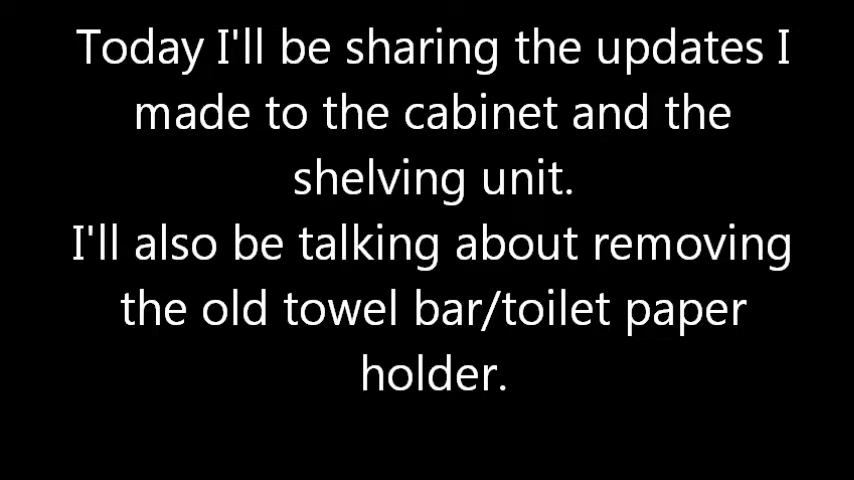 Today I'll be sharing the updates I
made to the cabinet and the
shelving unit.
I'll also be talking about removing
the old towel bar/toilet paper
holder.